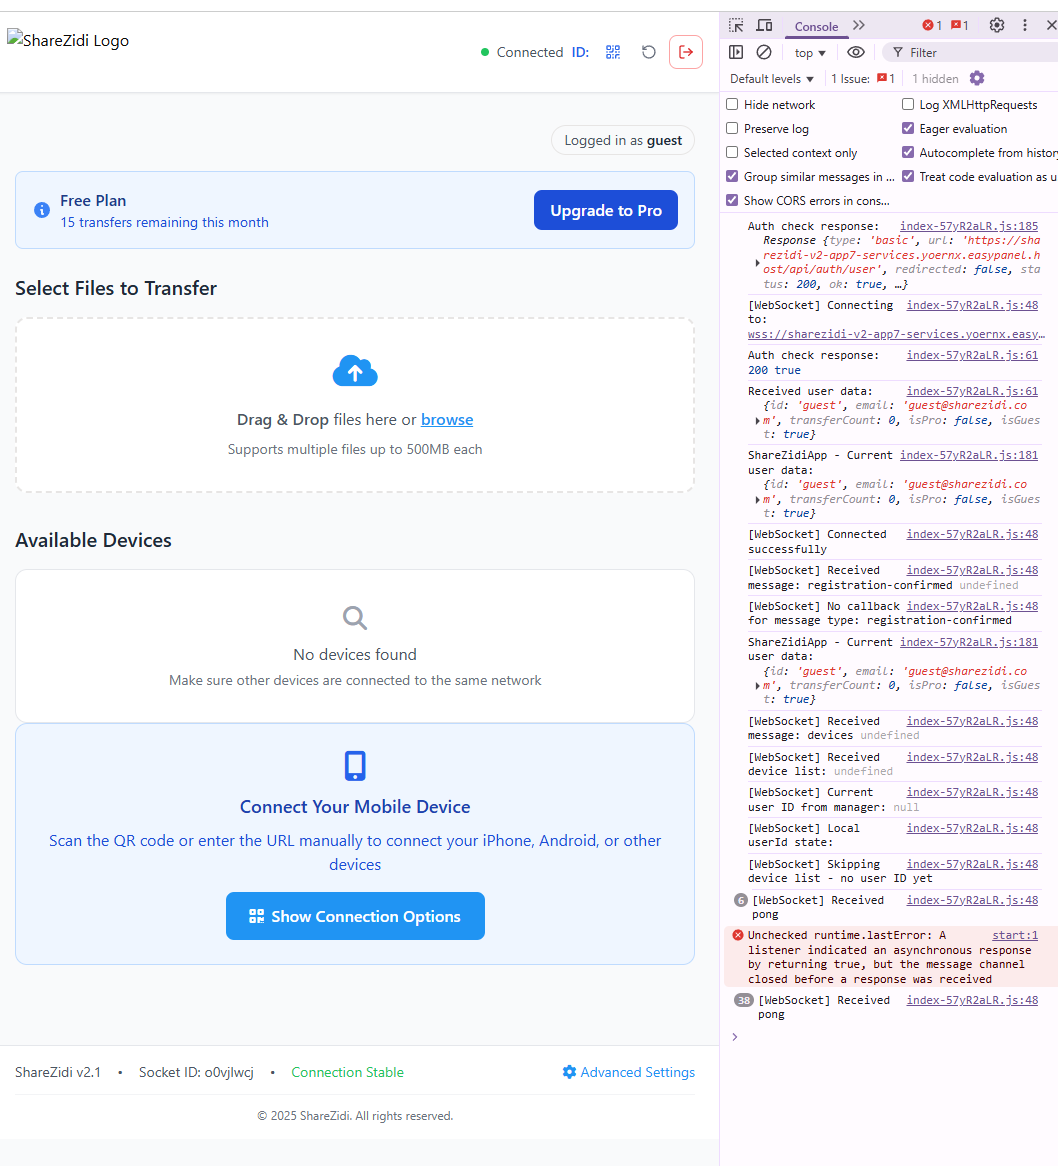 ShareZidi Logo
Connected ID:
Logged in as guest
Free Plan
15 transfers remaining this month
Upgrade to Pro
Select Files to Transfer
Drag & Drop files here or browse
Supports multiple files up to 500MB each
Available Devices
No devices found
Make sure other devices are connected to the same network
Connect Your Mobile Device
Scan the QR code or enter the URL manually to connect your iPhone, Android, or other
devices
Show Connection Options
ShareZidi v2.1 • Socket ID: o0vjlwcj • Connection Stable
Advanced Settings
© 2025 ShareZidi. All rights reserved.
Console 1 1
top Filter
Default levels 1 Issue: 1 1 hidden
Hide network Log XMLHttpRequests
Preserve log Eager evaluation
Selected context only Autocomplete from history
Group similar messages in ... Treat code evaluation as u
Show CORS errors in cons...
Auth check response: index-57yR2aLR.js:185
Response {type: 'basic', url: 'https://sha
rezidi-v2-app7-services.yoernx.easypanel.h
ost/api/auth/user', redirected: false, sta
tus: 200, ok: true, …}
[WebSocket] Connecting index-57yR2aLR.js:48
to:
wss://sharezidi-v2-app7-services.yoernx.easy…
Auth check response: index-57yR2aLR.js:61
200 true
Received user data: index-57yR2aLR.js:61
{id: 'guest', email: 'guest@sharezidi.co
m', transferCount: 0, isPro: false, isGues
t: true}
ShareZidiApp - Current index-57yR2aLR.js:181
user data:
{id: 'guest', email: 'guest@sharezidi.co
m', transferCount: 0, isPro: false, isGues
t: true}
[WebSocket] Connected index-57yR2aLR.js:48
successfully
[WebSocket] Received index-57yR2aLR.js:48
message: registration-confirmed undefined
[WebSocket] No callback index-57yR2aLR.js:48
for message type: registration-confirmed
ShareZidiApp - Current index-57yR2aLR.js:181
user data:
{id: 'guest', email: 'guest@sharezidi.co
m', transferCount: 0, isPro: false, isGues
t: true}
[WebSocket] Received index-57yR2aLR.js:48
message: devices undefined
[WebSocket] Received index-57yR2aLR.js:48
device list: undefined
[WebSocket] Current index-57yR2aLR.js:48
user ID from manager: null
[WebSocket] Local index-57yR2aLR.js:48
userId state:
[WebSocket] Skipping index-57yR2aLR.js:48
device list - no user ID yet
6 [WebSocket] Received index-57yR2aLR.js:48
pong
Unchecked runtime.lastError: A start:1
listener indicated an asynchronous response
by returning true, but the message channel
closed before a response was received
38 [WebSocket] Received index-57yR2aLR.js:48
pong